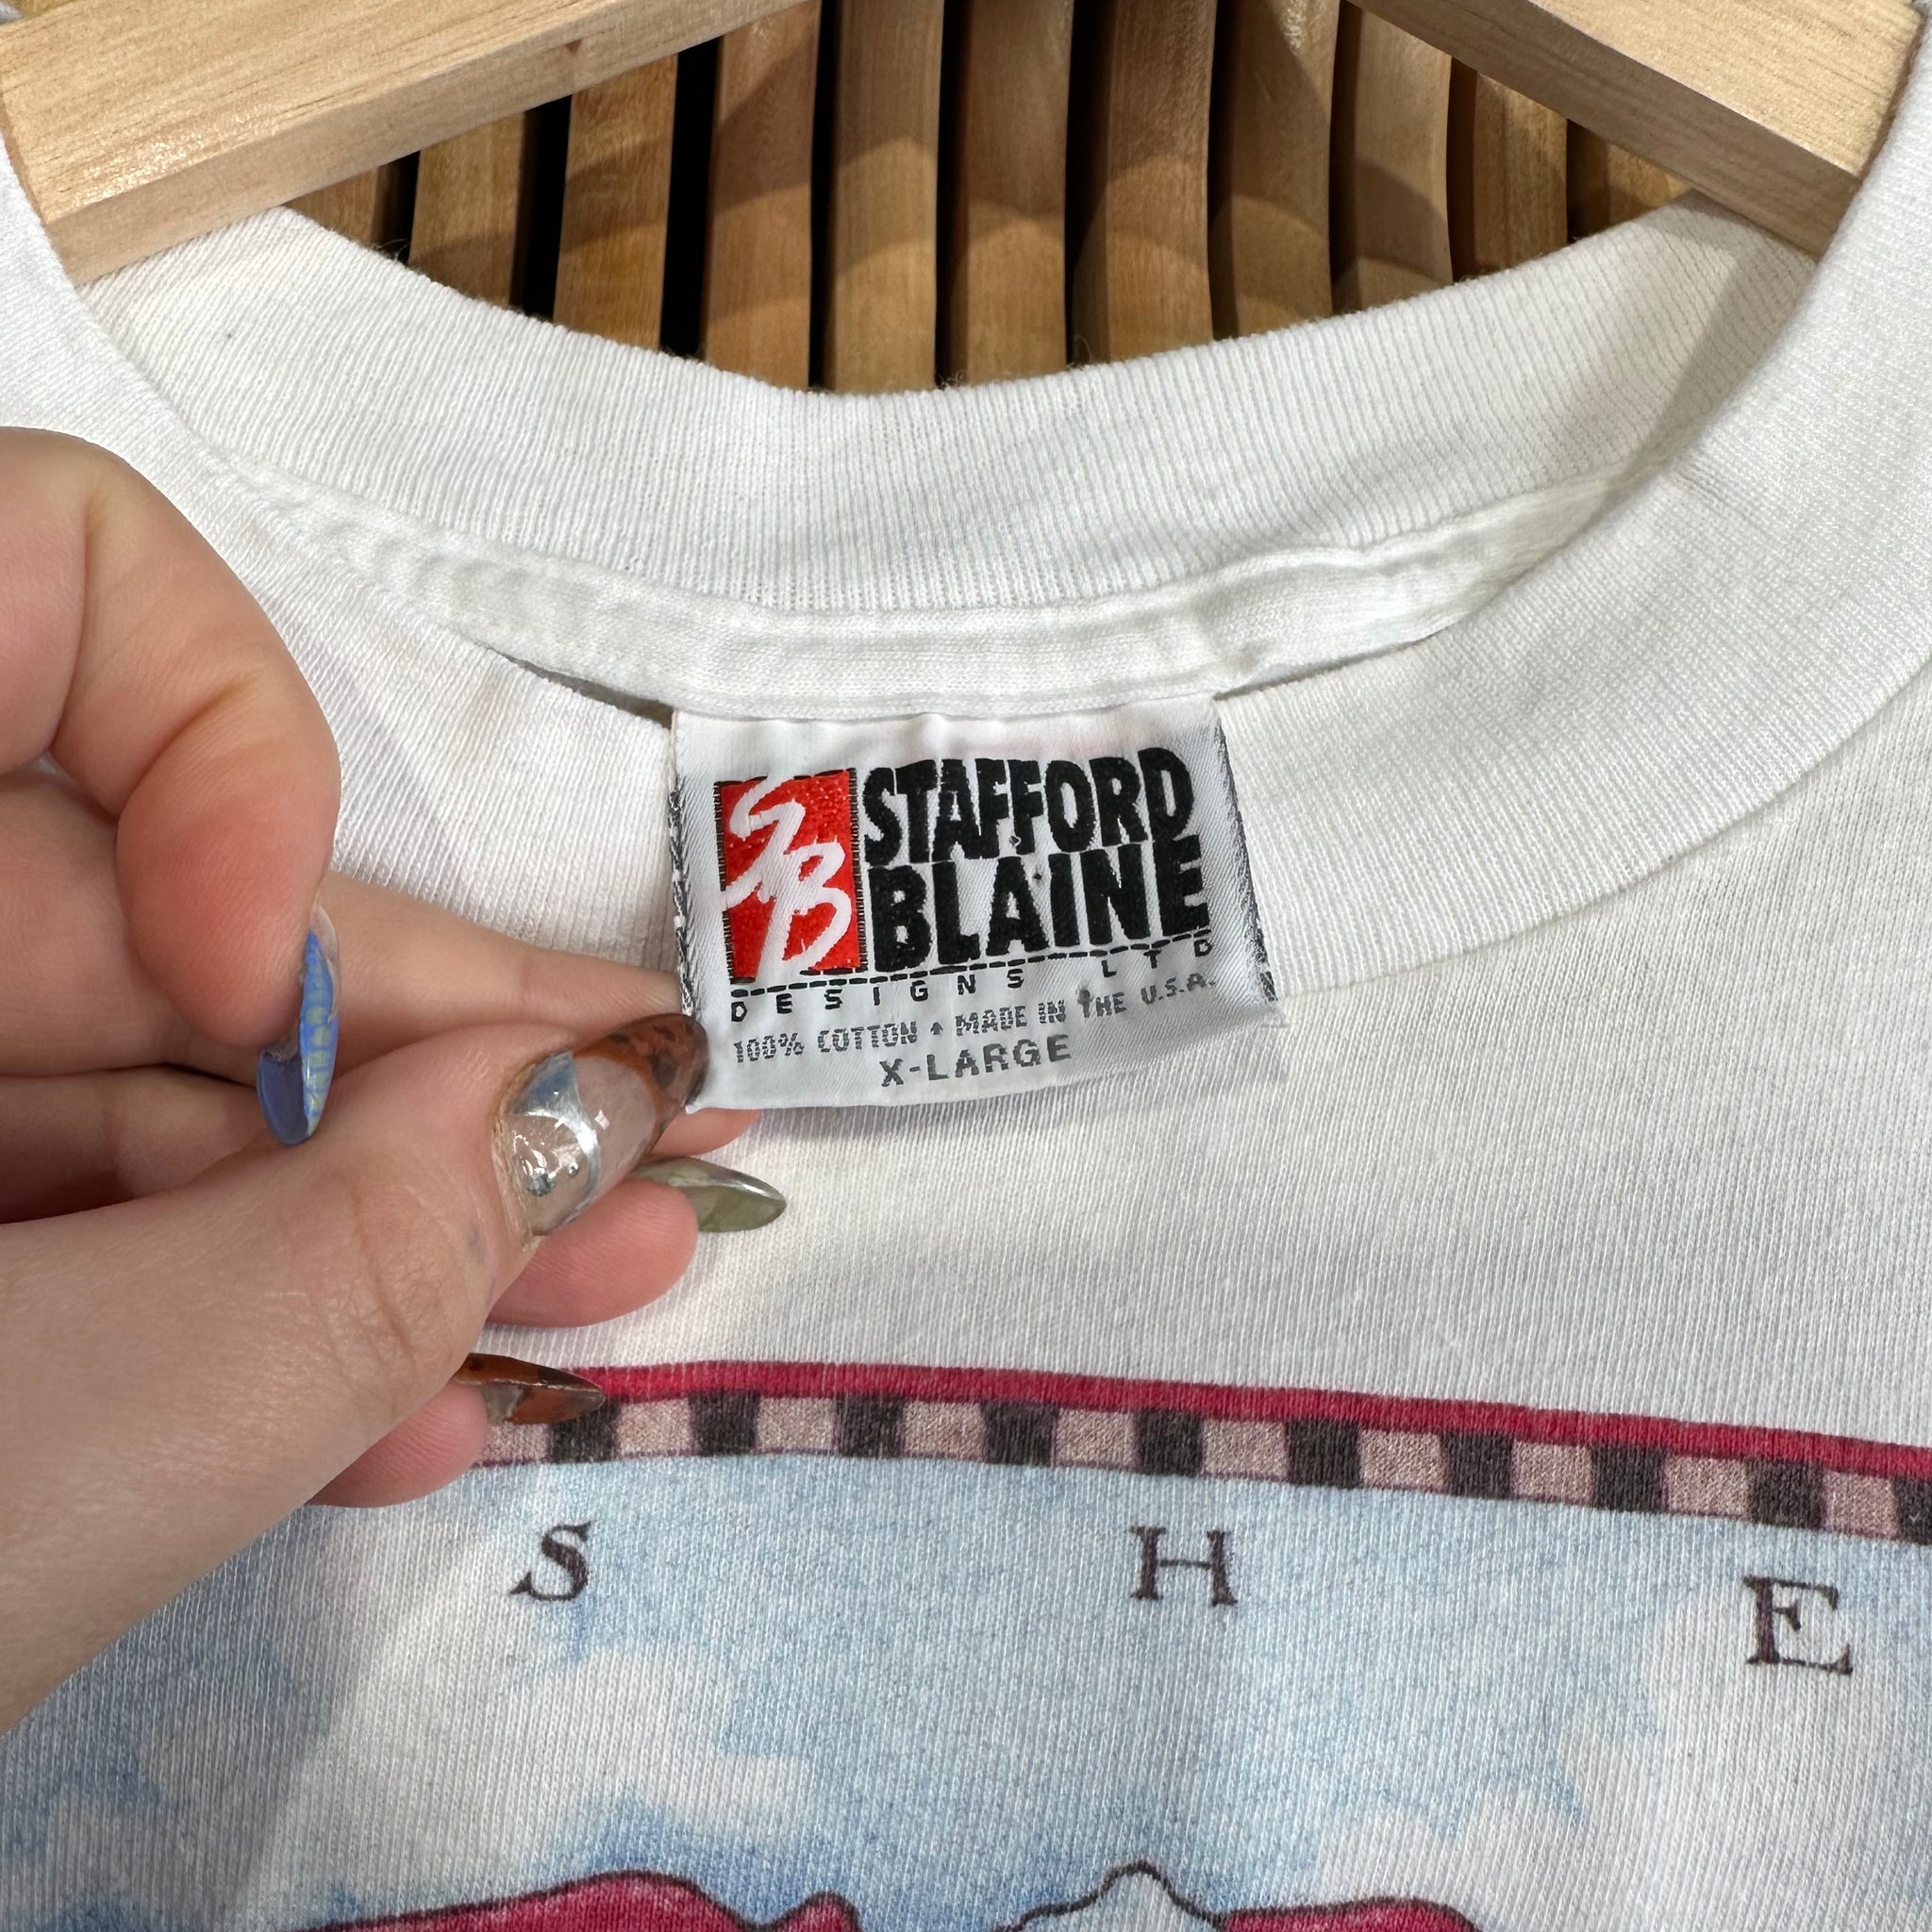 SB
STAFFORD
BLAINE
DESIGNS LTD
100% COTTON • MADE IN THE U.S.A.
X-LARGE
S H E